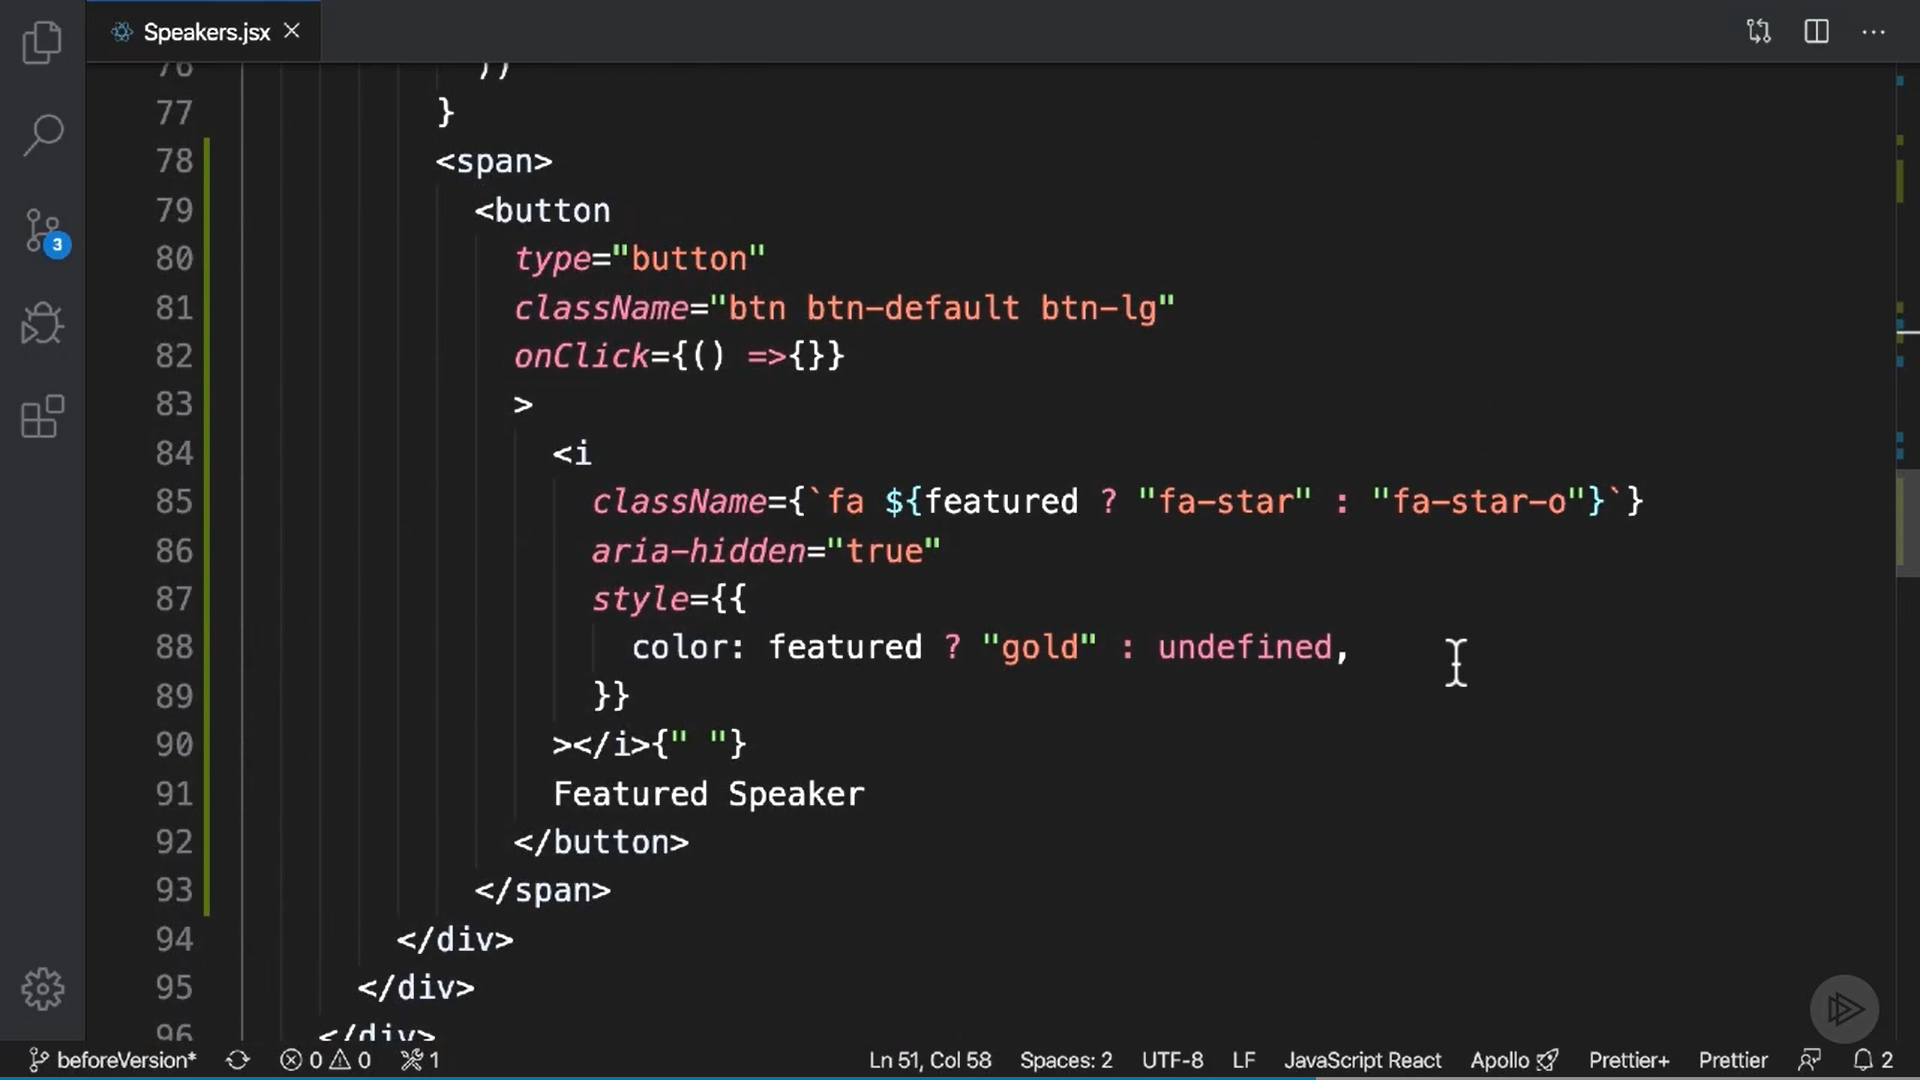 Speakers.jsx
76 ))
77 }
78 <span>
79 <button
80 type="button"
81 className="btn btn-default btn-lg"
82 onClick={() =>{}}
83 >
84 <i
85 className={`fa ${featured ? "fa-star" : "fa-star-o"}`}
86 aria-hidden="true"
87 style={{
88 color: featured ? "gold" : undefined,
89 }}
90 ></i>{" "}
91 Featured Speaker
92 </button>
93 </span>
94 </div>
95 </div>
96 </div>
3
beforeVersion* 0 0 1 Ln 51, Col 58 Spaces: 2 UTF-8 LF JavaScript React Apollo Prettier+ Prettier 2